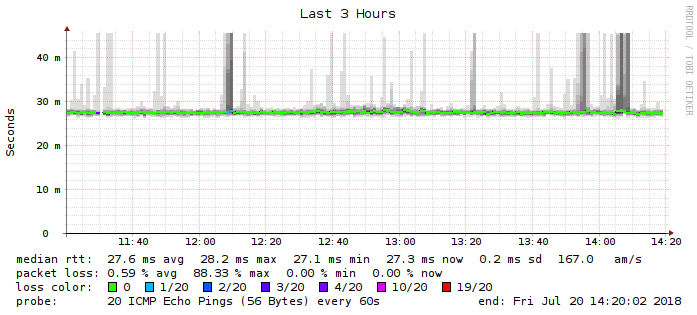 Last 3 Hours
RRDTOOL / TOBI OETIKER
Seconds
40 m
30 m
20 m
10 m
0
11:40 12:00 12:20 12:40 13:00 13:20 13:40 14:00 14:20
median rtt: 27.6 ms avg 28.2 ms max 27.1 ms min 27.3 ms now 0.2 ms sd 167.0 am/s
packet loss: 0.59 % avg 88.33 % max 0.00 % min 0.00 % now
loss color: 0 1/20 2/20 3/20 4/20 10/20 19/20
probe: 20 ICMP Echo Pings (56 Bytes) every 60s end: Fri Jul 20 14:20:02 2018